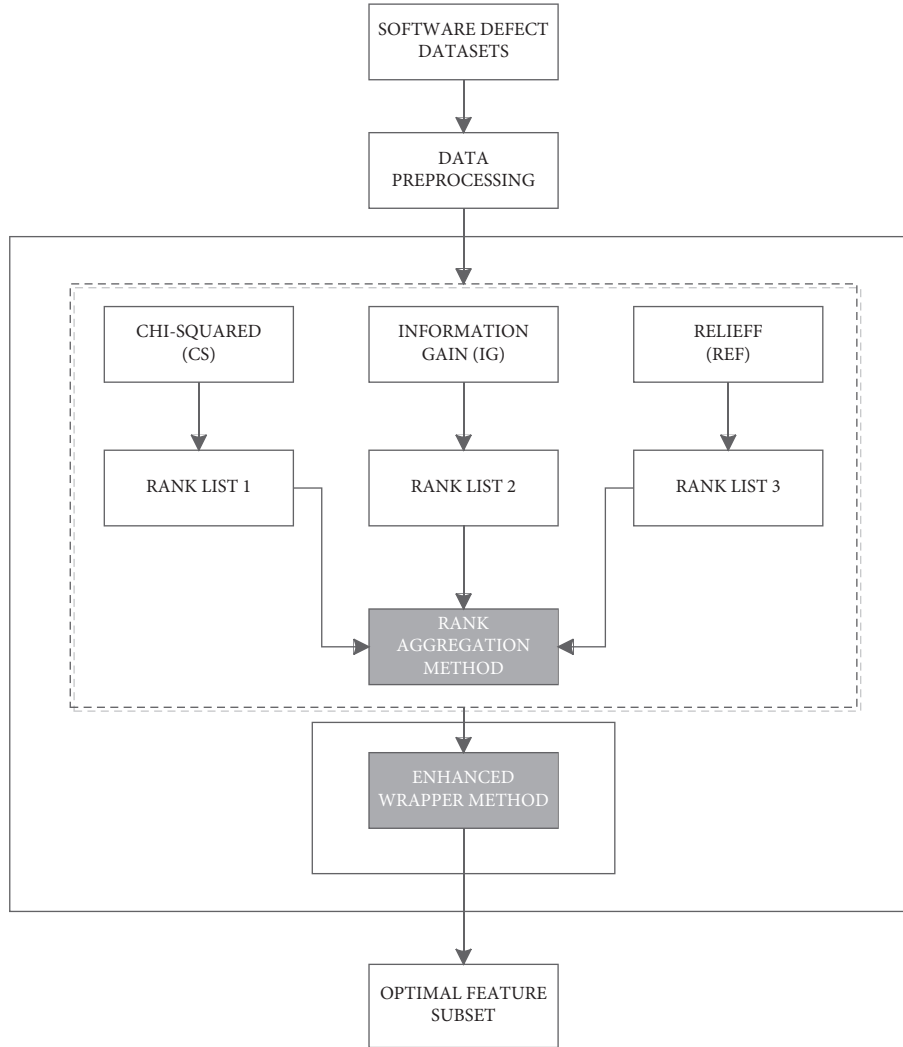 SOFTWARE DEFECT
DATASETS
DATA
PREPROCESSING
CHI-SQUARED
(CS)
INFORMATION
GAIN (IG)
RELIEFF
(REF)
RANK LIST 1
RANK LIST 2
RANK LIST 3
RANK
AGGREGATION
METHOD
ENHANCED
WRAPPER METHOD
OPTIMAL FEATURE
SUBSET